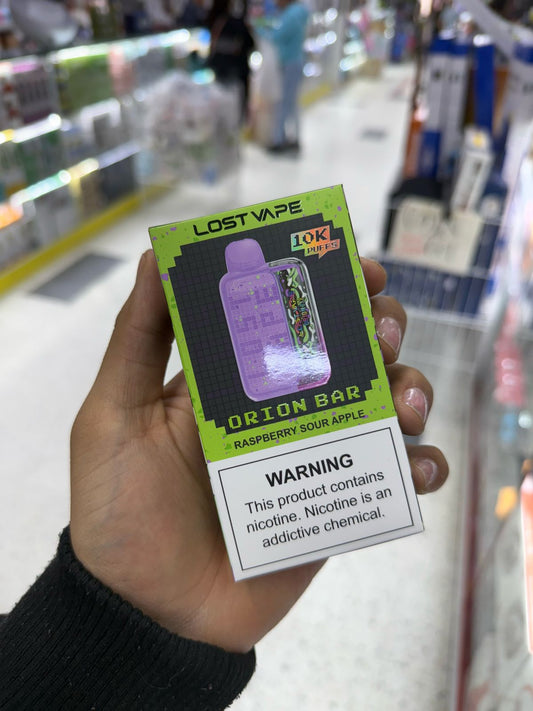 LOST VAPE
10K
PUFFS
ORION BAR
RASPBERRY SOUR APPLE
WARNING
This product contains
nicotine. Nicotine is an
addictive chemical.